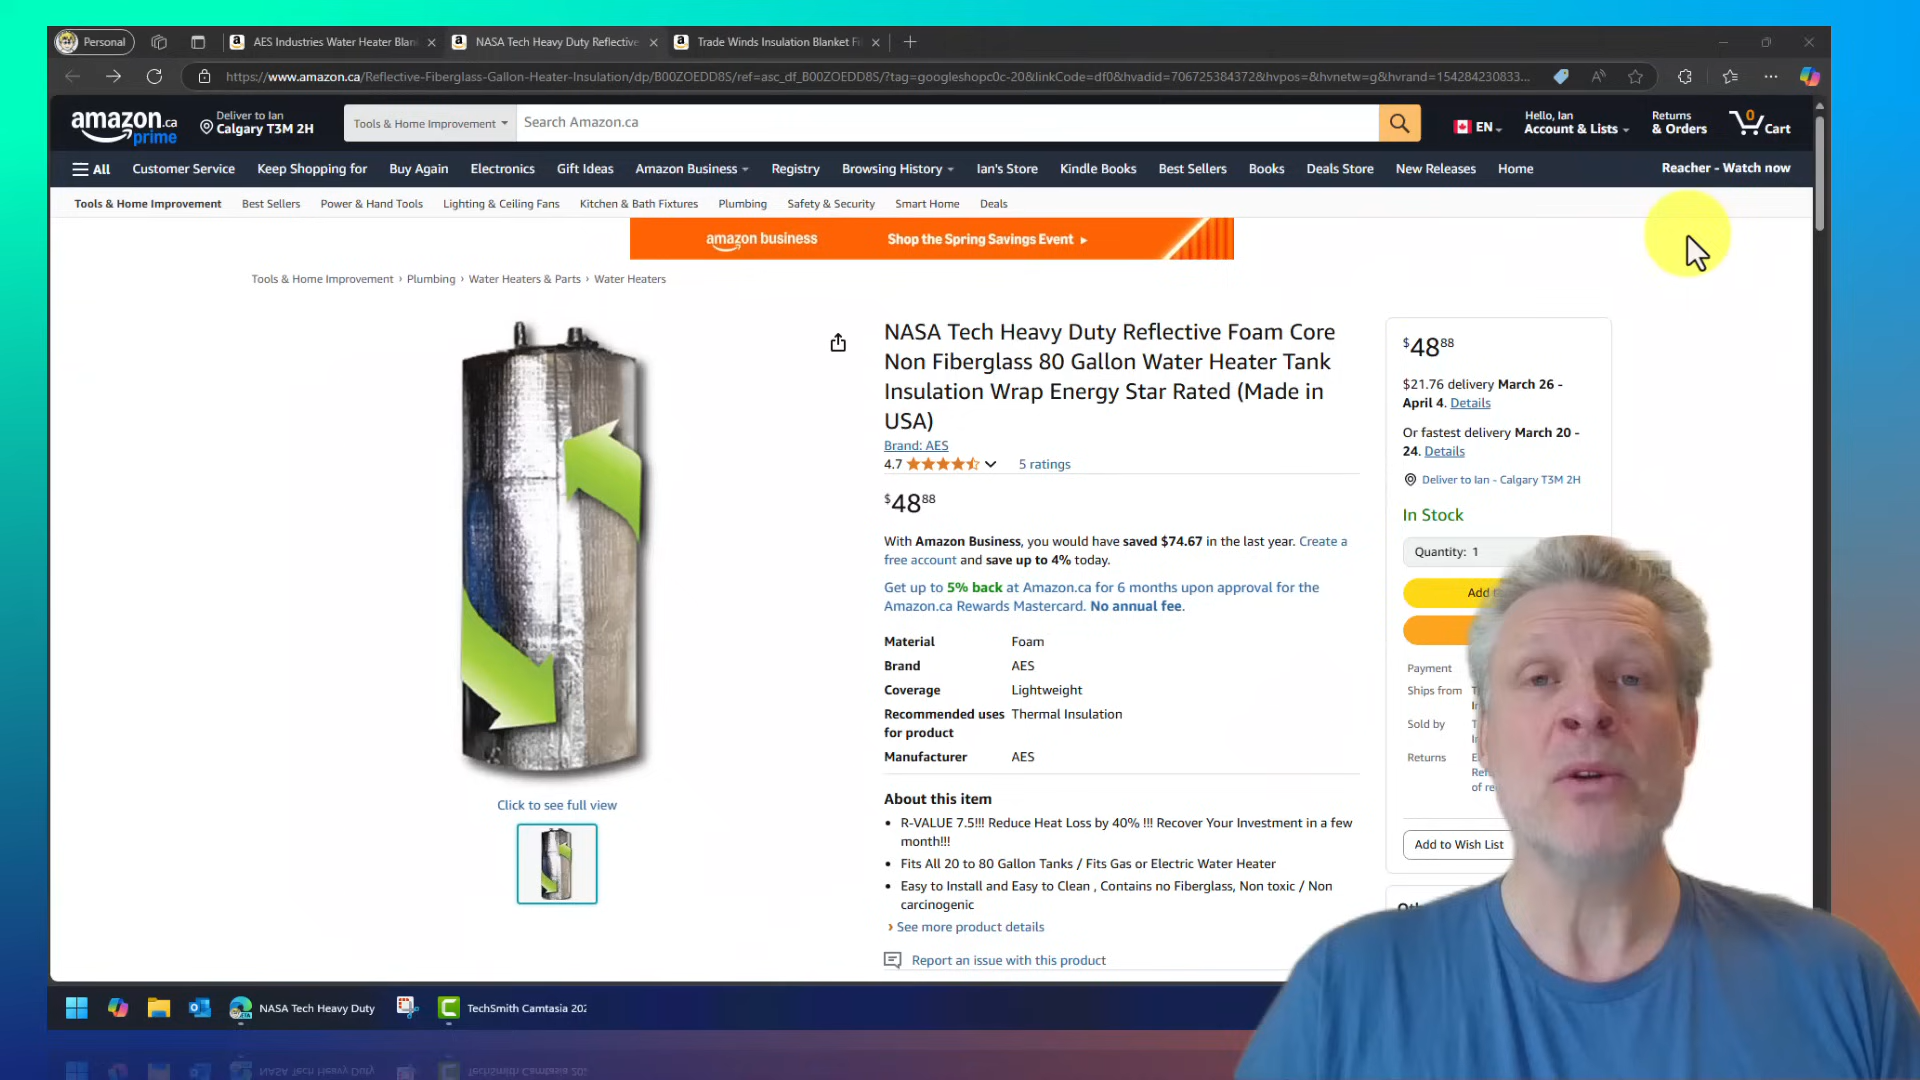 Personal
AES Industries Water Heater Blan
NASA Tech Heavy Duty Reflective
Trade Winds Insulation Blanket F
https://www.amazon.ca/Reflective-Fiberglass-Gallon-Heater-Insulation/dp/B00ZOEDD8S/ref=asc_df_B00ZOEDD8S/?tag=googleshopc0c-20&linkCode=df0&hvadid=706725384372&hvpos=&hvnetw=g&hvrand=154284230833...
amazon.ca
prime
Deliver to Ian
Calgary T3M 2H
Tools & Home Improvement
Search Amazon.ca
EN
Hello, Ian
Account & Lists
Returns
& Orders
0
Cart
All
Customer Service
Keep Shopping for
Buy Again
Electronics
Gift Ideas
Amazon Business
Registry
Browsing History
Ian's Store
Kindle Books
Best Sellers
Books
Deals Store
New Releases
Home
Reacher - Watch now
Tools & Home Improvement
Best Sellers
Power & Hand Tools
Lighting & Ceiling Fans
Kitchen & Bath Fixtures
Plumbing
Safety & Security
Smart Home
Deals
amazon business
Shop the Spring Savings Event ▸
Tools & Home Improvement › Plumbing › Water Heaters & Parts › Water Heaters
NASA Tech Heavy Duty Reflective Foam Core
Non Fiberglass 80 Gallon Water Heater Tank
Insulation Wrap Energy Star Rated (Made in
USA)
Brand: AES
4.7
5 ratings
$48 88
With Amazon Business, you would have saved $74.67 in the last year. Create a
free account and save up to 4% today.
Get up to 5% back at Amazon.ca for 6 months upon approval for the
Amazon.ca Rewards Mastercard. No annual fee.
Material Foam
Brand AES
Coverage Lightweight
Recommended uses Thermal Insulation
for product
Manufacturer AES
About this item
• R-VALUE 7.5!!! Reduce Heat Loss by 40% !!! Recover Your Investment in a few
month!!!
• Fits All 20 to 80 Gallon Tanks / Fits Gas or Electric Water Heater
• Easy to Install and Easy to Clean , Contains no Fiberglass, Non toxic / Non
carcinogenic
› See more product details
Report an issue with this product
Click to see full view
$48 88
$21.76 delivery March 26 -
April 4. Details
Or fastest delivery March 20 -
24. Details
Deliver to Ian - Calgary T3M 2H
In Stock
Quantity: 1
Add
Payment
Ships from
Sold by
Returns
of re
Add to Wish List
NASA Tech Heavy Duty
TechSmith Camtasia 202
NASA Tech Heavy Duty
TechSmith Camtasia 202